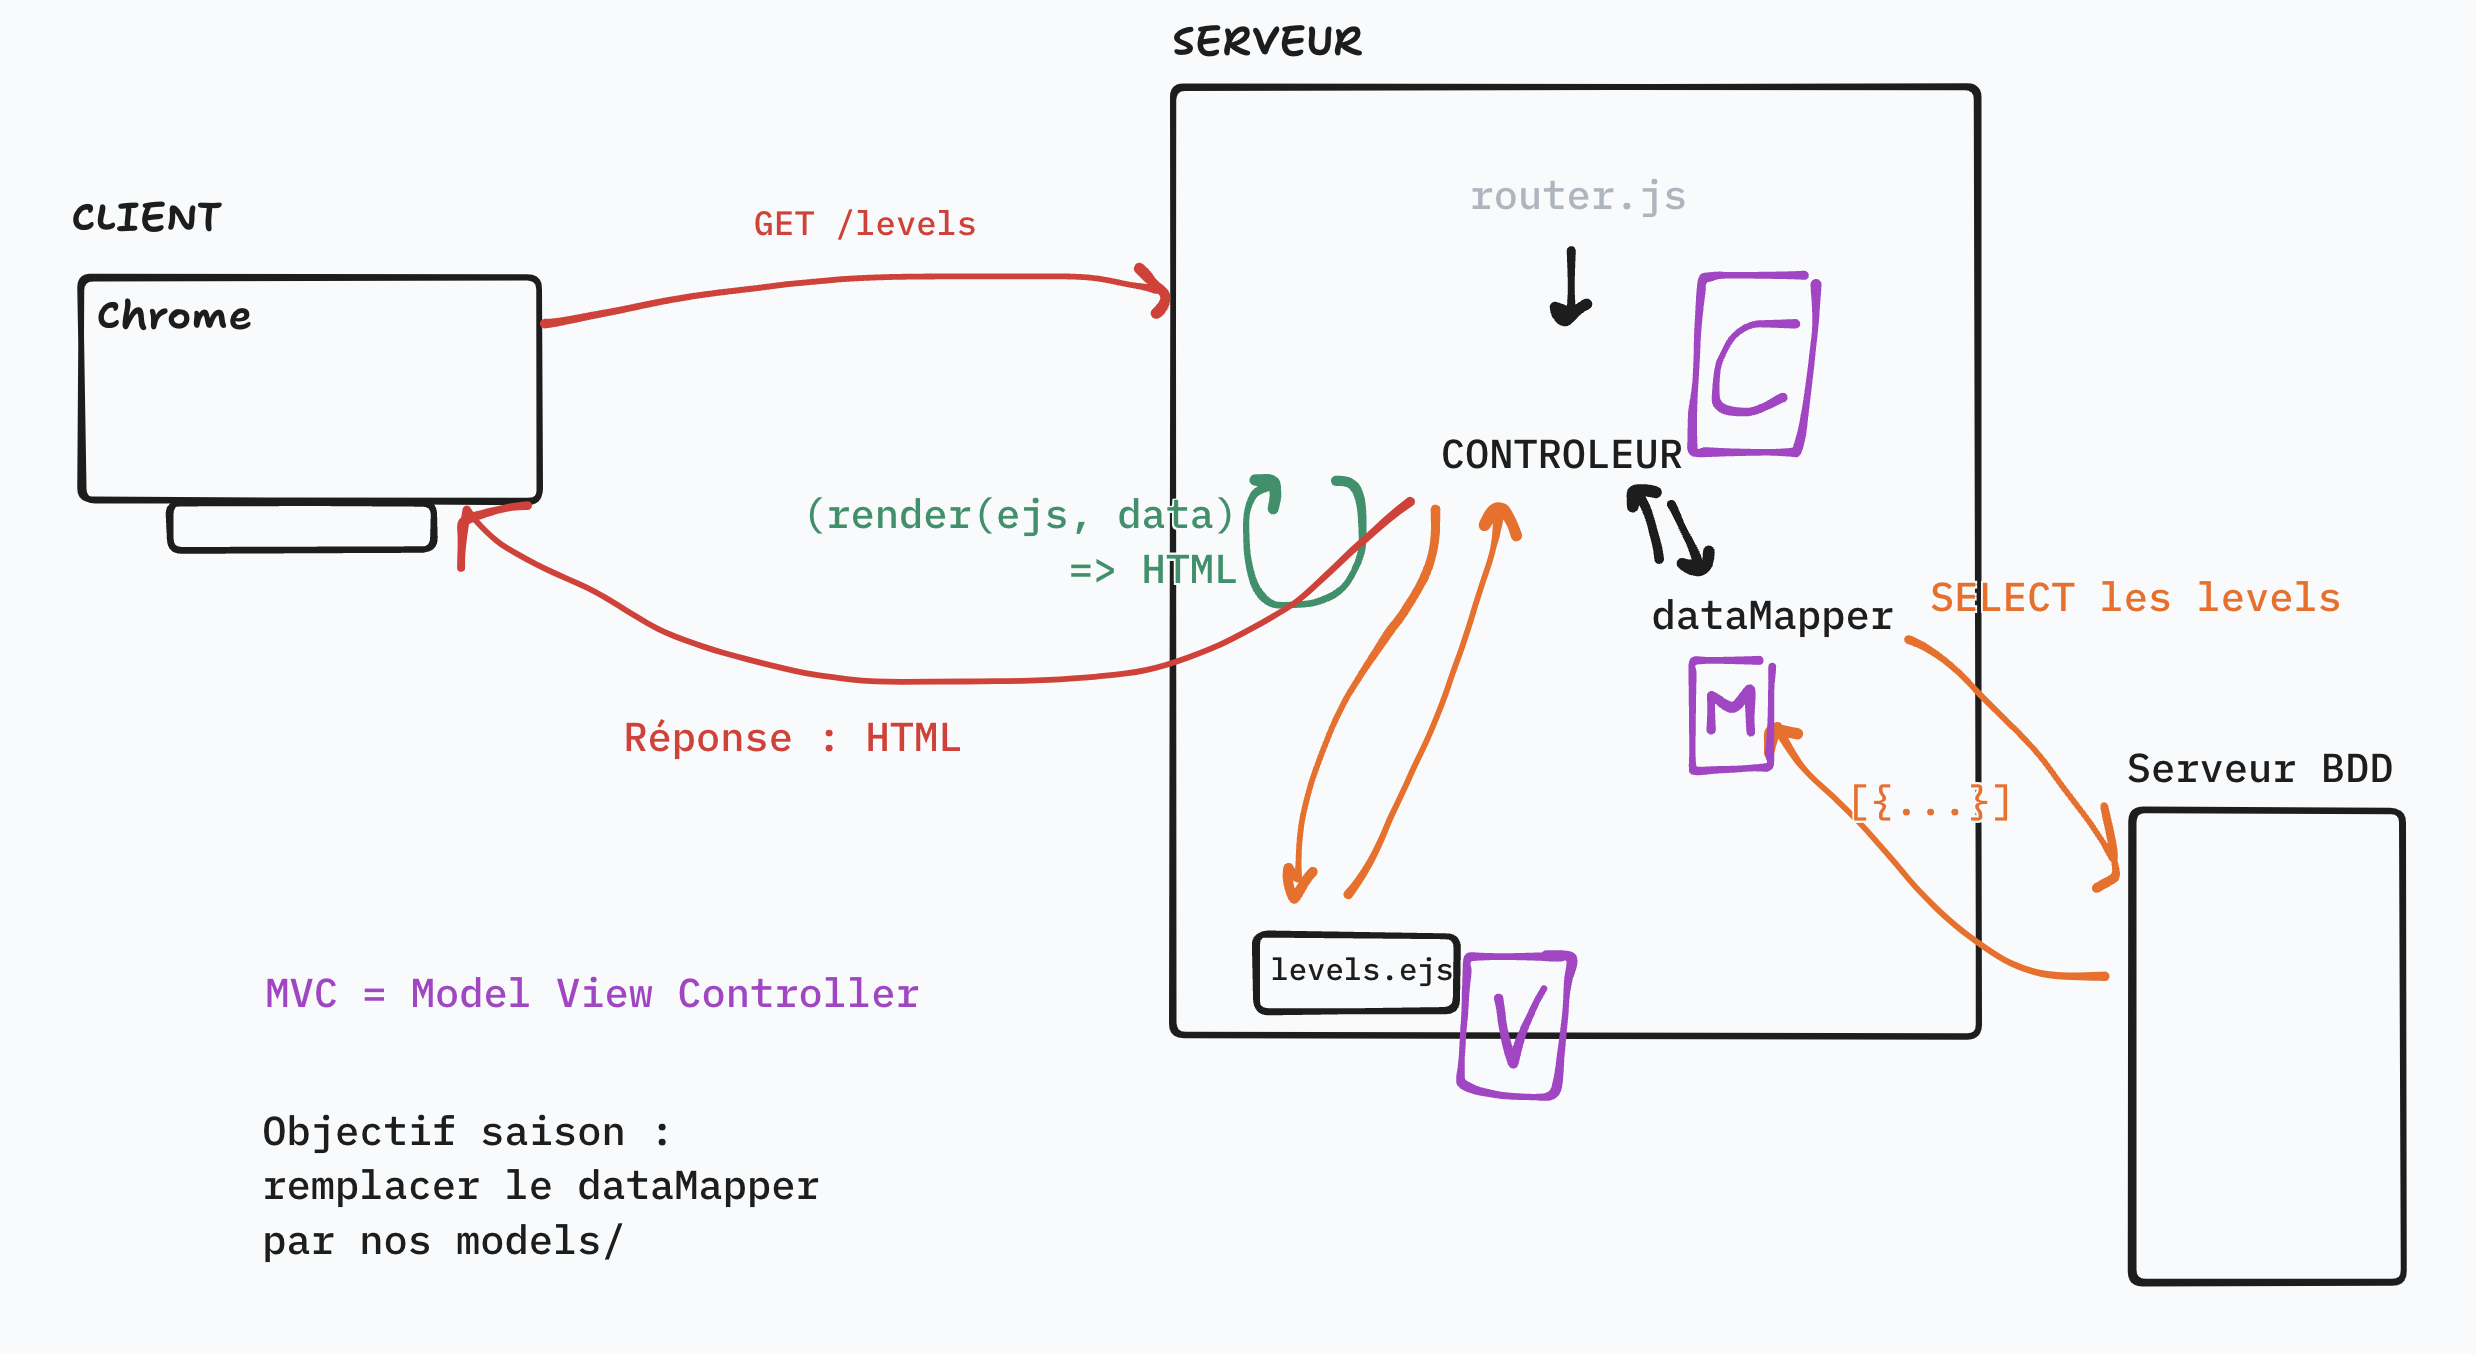 SERVEUR
CLIENT
Chrome
GET /levels
router.js
C
CONTROLEUR
(render(ejs, data)
=> HTML
dataMapper
SELECT les levels
M
Réponse : HTML
[{...}]
Serveur BDD
levels.ejs
V
MVC = Model View Controller
Objectif saison :
remplacer le dataMapper
par nos models/